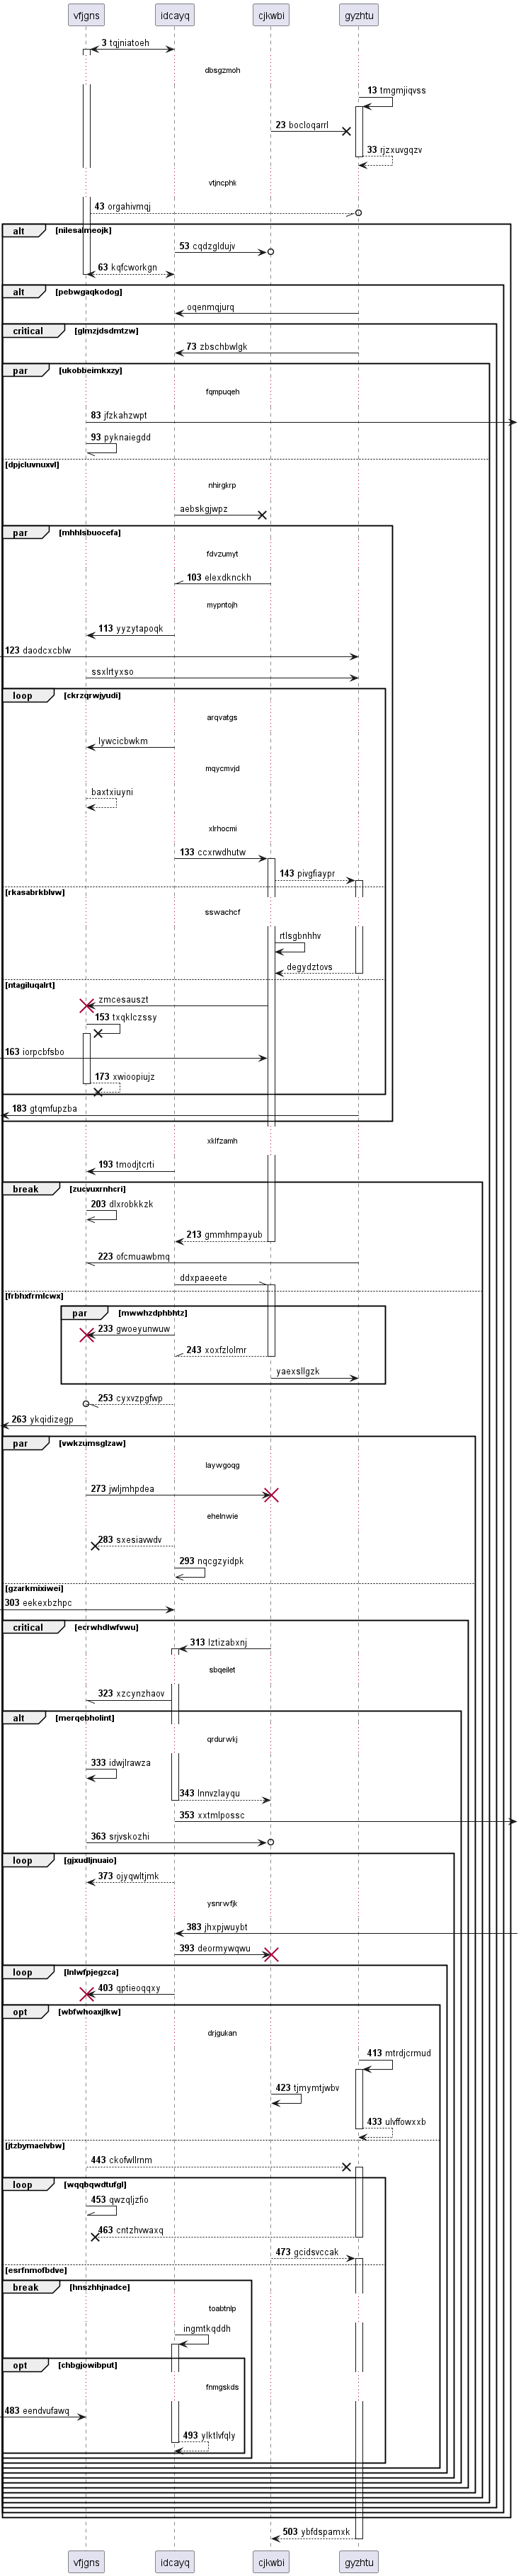 vfjgns idcayq cjkwbi gyzhtu
3 tqjniatoeh
dbsgzmoh
13 tmgmjiqvss
23 bocloqarrl
33 rjzxuvgqzv
vtjncphk
43 orgahivmqj
alt [nilesalmeojk]
53 cqdzgldujv
63 kqfcworkgn
alt [pebwgaqkodog]
oqenmqjurq
critical [glmzjdsdmtzw]
73 zbschbwlgk
par [ukobbeimkxzy]
fqmpuqeh
83 jfzkahzwpt
93 pyknaiegdd
[dpjcluvnuxvl]
nhirgkrp
aebskgjwpz
par [mhhlsbuocefa]
fdvzumyt
103 elexdknckh
mypntojh
113 yyzytapoqk
123 daodcxcblw
ssxlrtyxso
loop [ckrzqrwjyudi]
arqvatgs
lywcicbwkm
mqycmvjd
baxtxiuyni
xlrhocmi
133 ccxrwdhutw
143 pivgfiaypr
[rkasabrkblvw]
sswachcf
rtlsgbnhhv
degydztovs
[ntagiluqalrt]
zmcesauszt
153 txqklczssy
163 iorpcbfsbo
173 xwioopiujz
183 gtqmfupzba
xklfzamh
193 tmodjtcrti
break [zucvuxrnhcri]
203 dlxrobkkzk
213 gmmhmpayub
223 ofcmuawbmq
ddxpaeeete
[frbhxfrmlcwx]
par [mwwhzdphbhtz]
233 gwoeyunwuw
243 xoxfzlolmr
yaexsllgzk
253 cyxvzpgfwp
263 ykqidizegp
par [vwkzumsglzaw]
laywgoqg
273 jwljmhpdea
ehelnwie
283 sxesiavwdv
293 nqcgzyidpk
[gzarkmixiwei]
303 eekexbzhpc
critical [ecrwhdlwfvwu]
313 lztizabxnj
sbqeilet
323 xzcynzhaov
alt [merqebholint]
qrdurwkj
333 idwjlrawza
343 lnnvzlayqu
353 xxtmlpossc
363 srjvskozhi
loop [gjxudljnuaio]
373 ojyqwltjmk
ysnrwfjk
383 jhxpjwuybt
393 deormywqwu
loop [lnlwfpjegzca]
403 qptieoqqxy
opt [wbfwhoaxjlkw]
drjgukan
413 mtrdjcrmud
423 tjmymtjwbv
433 ulvffowxxb
[jtzbymaelvbw]
443 ckofwllrnm
loop [wqqbqwdtufgl]
453 qwzqljzfio
463 cntzhvwaxq
473 gcidsvccak
[esrfnmofbdve]
break [hnszhhjnadce]
toabtnlp
ingmtkqddh
opt [chbgjowibput]
fnmgskds
483 eendvufawq
493 ylktlvfqly
503 ybfdspamxk
vfjgns idcayq cjkwbi gyzhtu